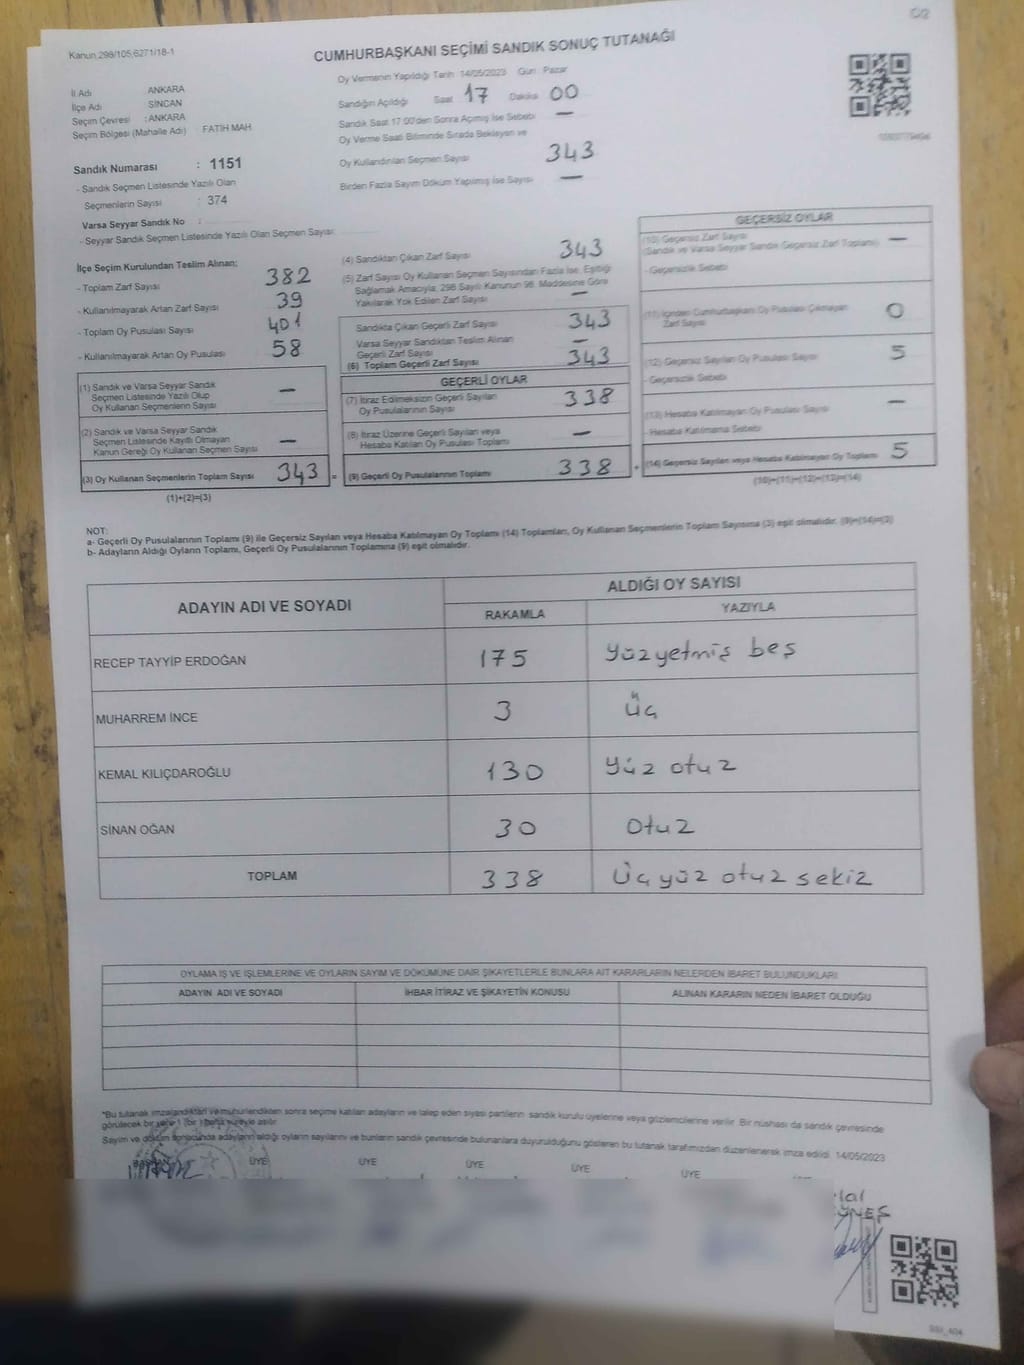 Kanun 298/105,6271/18-1
CUMHURBAŞKANI SEÇİMİ SANDIK SONUÇ TUTANAĞI
İl Adı ANKARA
İlçe Adı SİNCAN
Seçim Çevresi : ANKARA
Seçim Bölgesi (Mahalle Adı) FATİH MAH
Sandık Numarası : 1151
- Sandık Seçmen Listesinde Yazılı Olan
Seçmenlerin Sayısı : 374
Varsa Seyyar Sandık No :
- Seyyar Sandık Seçmen Listesinde Yazılı Olan Seçmen Sayısı
Oy Vermenin Yapıldığı Tarih 14/05/2023 Gün Pazar
Sandığın Açıldığı Saat 17 Dakika 00
Sandık Saat 17:00'den Sonra Açılmış İse Sebebi —
Oy Verme Saati Bitiminde Sırada Bekleyen ve
Oy Kullandırılan Seçmen Sayısı 343
Birden Fazla Sayım Döküm Yapılmış İse Sayısı —
İlçe Seçim Kurulundan Teslim Alınan;
- Toplam Zarf Sayısı 382
- Kullanılmayarak Artan Zarf Sayısı 39
- Toplam Oy Pusulası Sayısı 401
- Kullanılmayarak Artan Oy Pusulası 58
(1) Sandık ve Varsa Seyyar Sandık
Seçmen Listesinde Yazılı Olup
Oy Kullanan Seçmenlerin Sayısı —
(2) Sandık ve Varsa Seyyar Sandık
Seçmen Listesinde Kayıtlı Olmayan
Kanun Gereği Oy Kullanan Seçmen Sayısı —
(3) Oy Kullanan Seçmenlerin Toplam Sayısı 343 =
(1)+(2)=(3)
(4) Sandıktan Çıkan Zarf Sayısı 343
(5) Zarf Sayısı Oy Kullanan Seçmen Sayısından Fazla İse, Eşitliği
Sağlamak Amacıyla, 298 Sayılı Kanunun 98. Maddesine Göre
Yakılarak Yok Edilen Zarf Sayısı —
Sandıkta Çıkan Geçerli Zarf Sayısı 343
Varsa Seyyar Sandıktan Teslim Alınan
Geçerli Zarf Sayısı —
(6) Toplam Geçerli Zarf Sayısı 343
GEÇERLİ OYLAR
(7) İtiraz Edilmeksizin Geçerli Sayılan
Oy Pusulalarının Sayısı 338
(8) İtiraz Üzerine Geçerli Sayılan veya
Hesaba Katılan Oy Pusulası Toplamı —
(9) Geçerli Oy Pusulalarının Toplamı 338 +
GEÇERSİZ OYLAR
(10) Geçersiz Zarf Sayısı
(Sandık ve Varsa Seyyar Sandık Geçersiz Zarf Toplamı) —
- Geçersizlik Sebebi
(11) İçinden Cumhurbaşkanı Oy Pusulası Çıkmayan
Zarf Sayısı 0
(12) Geçersiz Sayılan Oy Pusulası Sayısı 5
- Geçersizlik Sebebi
(13) Hesaba Katılmayan Oy Pusulası Sayısı —
- Hesaba Katılmama Sebebi
(14) Geçersiz Sayılan veya Hesaba Katılmayan Oy Toplamı 5
(10)+(11)+(12)+(13)=(14)
NOT:
a- Geçerli Oy Pusulalarının Toplamı (9) ile Geçersiz Sayılan veya Hesaba Katılmayan Oy Toplamı (14) Toplamları, Oy Kullanan Seçmenlerin Toplam Sayısına (3) eşit olmalıdır. (9)+(14)=(3)
b- Adayların Aldığı Oyların Toplamı, Geçerli Oy Pusulalarının Toplamına (9) eşit olmalıdır.
ADAYIN ADI VE SOYADI ALDIĞI OY SAYISI
RAKAMLA YAZIYLA
RECEP TAYYİP ERDOĞAN 175 yüzyetmiş beş
MUHARREM İNCE 3 üç
KEMAL KILIÇDAROĞLU 130 yüz otuz
SİNAN OĞAN 30 otuz
TOPLAM 338 üç yüz otuz sekiz
OYLAMA İŞ VE İŞLEMLERİNE VE OYLARIN SAYIM VE DÖKÜMÜNE DAİR ŞİKAYETLERLE BUNLARA AİT KARARLARIN NELERDEN İBARET BULUNDUKLARI
ADAYIN ADI VE SOYADI İHBAR İTİRAZ VE ŞİKAYETİN KONUSU ALINAN KARARIN NEDEN İBARET OLDUĞU
*Bu tutanak imzalandıktan ve mühürlendikten sonra seçime katılan adayların ve talep eden siyasi partilerin sandık kurulu üyelerine veya gözlemcilerine verilir. Bir nüshası da sandık çevresinde
görülecek bir yere 1 (bir) hafta süreyle asılır.
Sayım ve döküm sonucunda adayların aldığı oyların sayılarını ve bunların sandık çevresinde bulunanlara duyurulduğunu gösteren bu tutanak tarafımızdan düzenlenerek imza edildi. 14/05/2023
BAŞKAN ÜYE ÜYE ÜYE ÜYE ÜYE